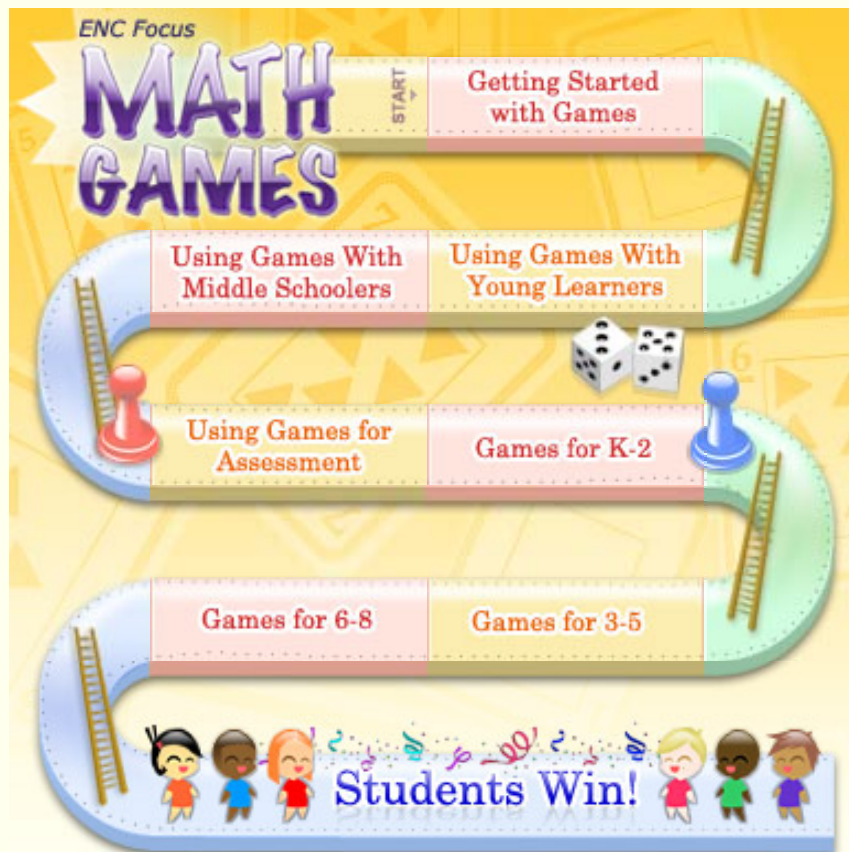 ENC Focus
MATH
GAMES
START
Getting Started
with Games
Using Games With
Young Learners
Using Games With
Middle Schoolers
Using Games for
Assessment
Games for K-2
Games for 3-5
Games for 6-8
Students Win!